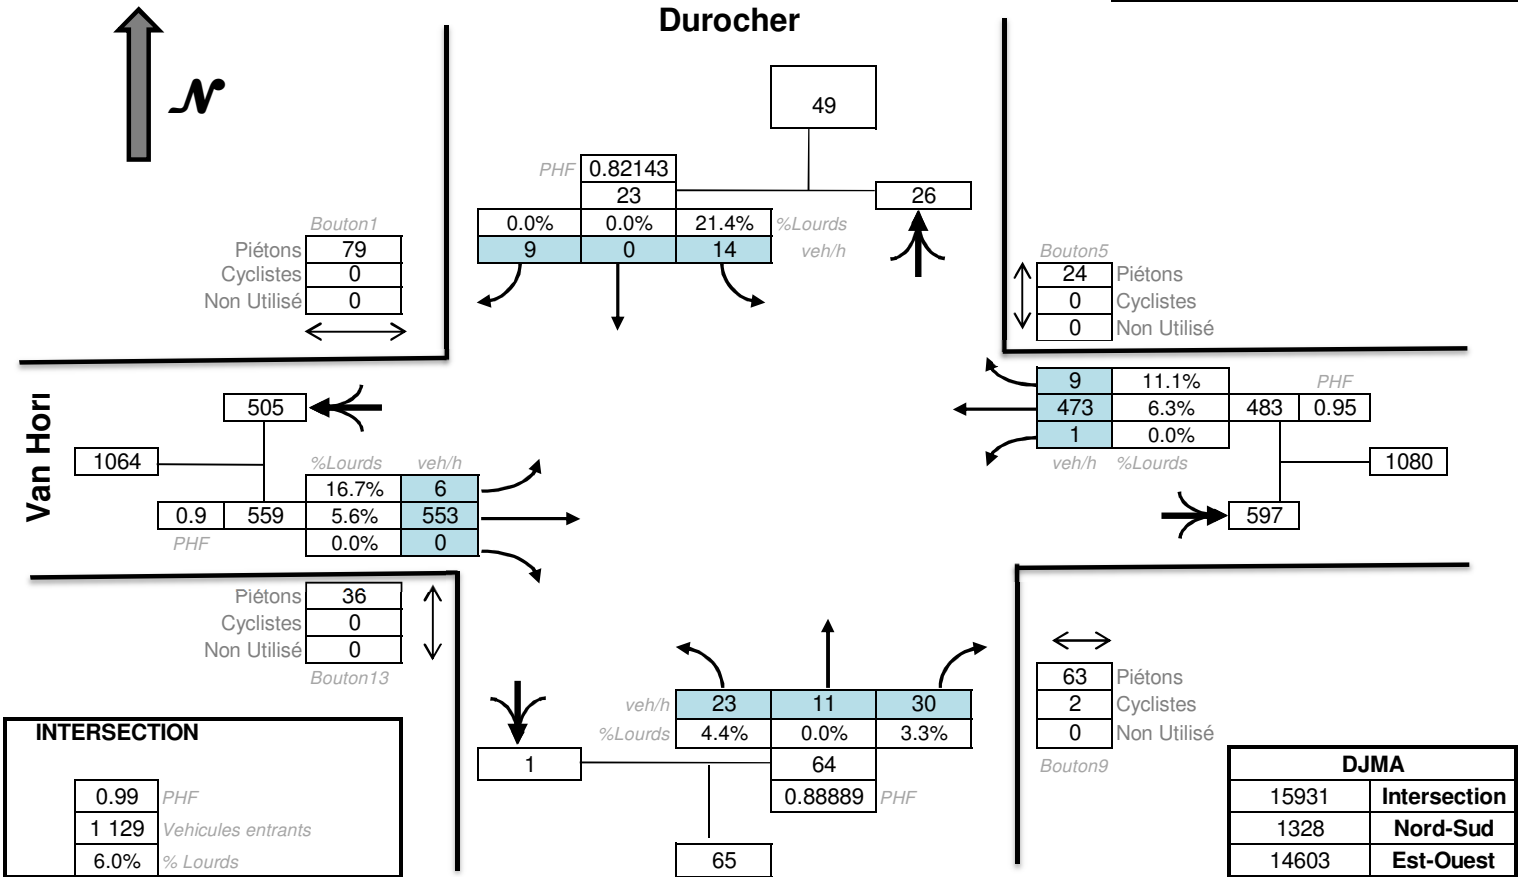 Durocher
N
49
PHF 0.82143
23 26
0.0% 0.0% 21.4% %Lourds
9 0 14 veh/h
Bouton1
Piétons 79
Cyclistes 0
Non Utilisé 0
Bouton5
24 Piétons
0 Cyclistes
0 Non Utilisé
Van Hori
505
1064
%Lourds veh/h
16.7% 6
0.9 559 5.6% 553
PHF 0.0% 0
9 11.1% PHF
473 6.3% 483 0.95
1 0.0%
veh/h %Lourds
1080
597
Piétons 36
Cyclistes 0
Non Utilisé 0
Bouton13
veh/h 23 11 30
%Lourds 4.4% 0.0% 3.3%
1 64
0.88889 PHF
65
63 Piétons
2 Cyclistes
0 Non Utilisé
Bouton9
INTERSECTION
0.99 PHF
1 129 Vehicules entrants
6.0% % Lourds
DJMA
15931 Intersection
1328 Nord-Sud
14603 Est-Ouest